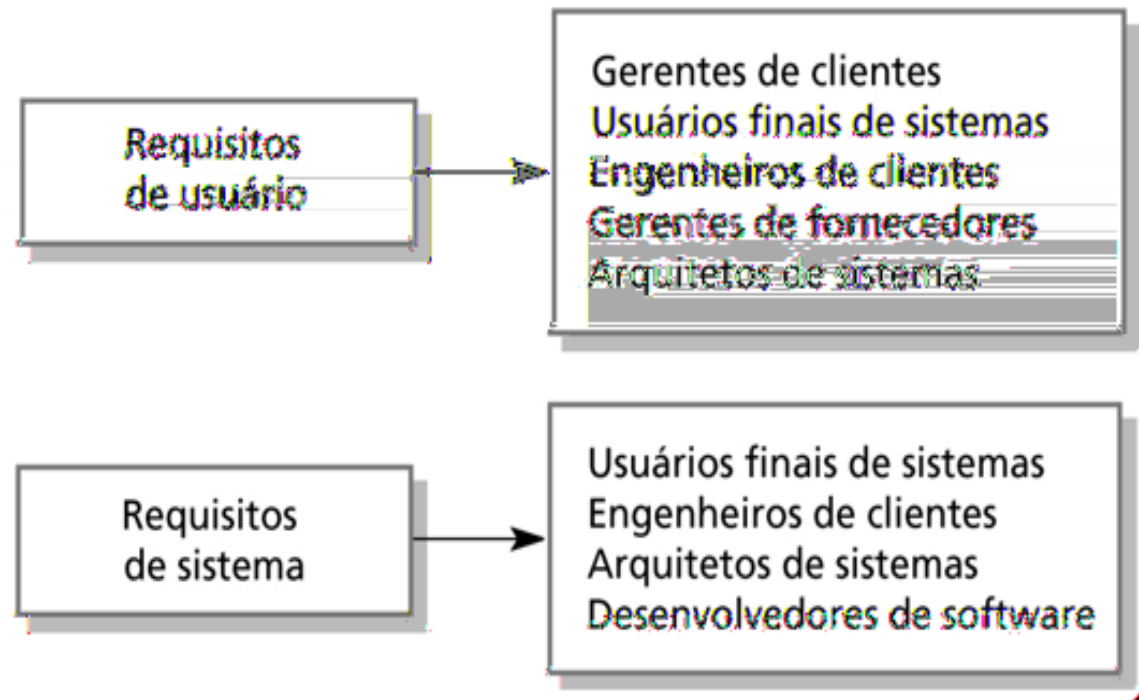 Requisitos
de usuário
Gerentes de clientes
Usuários finais de sistemas
Engenheiros de clientes
Gerentes de fornecedores
Arquitetos de sistemas
Requisitos
de sistema
Usuários finais de sistemas
Engenheiros de clientes
Arquitetos de sistemas
Desenvolvedores de software